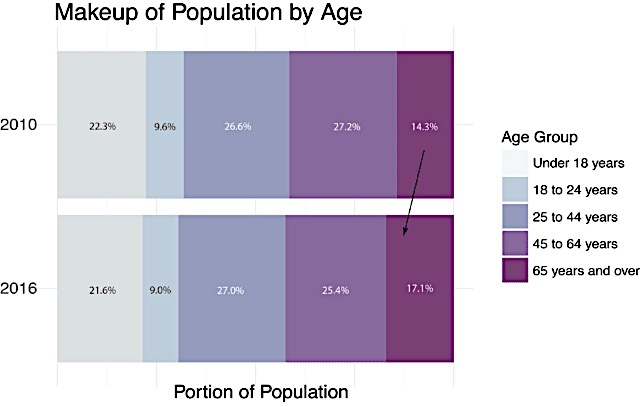 Makeup of Population by Age
2010
22.3%
9.6%
26.6%
27.2%
14.3%
2016
21.6%
9.0%
27.0%
25.4%
17.1%
Portion of Population
Age Group
Under 18 years
18 to 24 years
25 to 44 years
45 to 64 years
65 years and over